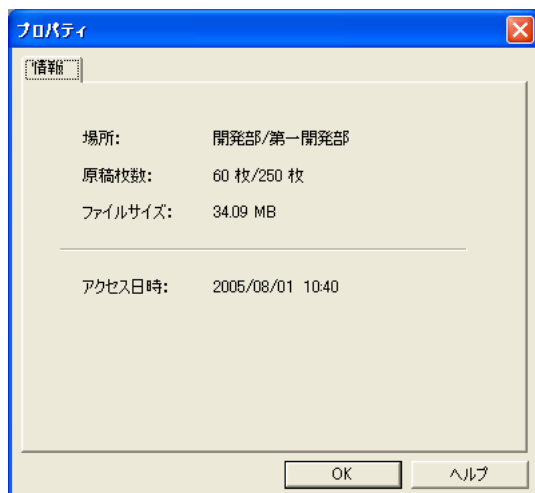 プロパティ
情報
場所: 開発部/第一開発部
原稿枚数: 60 枚/250 枚
ファイルサイズ: 34.09 MB
アクセス日時: 2005/08/01 10:40
OK ヘルプ